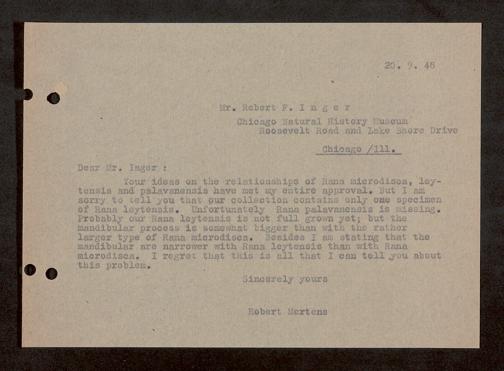 20. 9. 48
Mr. Robert F. I n g e r
Chicago Natural History Museum
Roosevelt Road and Lake Shore Drive
Chicago /Ill.
Dear Mr. Inger :
Your ideas on the relationships of Rana microdisca, ley-
tensis and palavanensis have met my entire approval. But I am
sorry to tell you that our collection contains only one specimen
of Rana leytensis. Unfortunately Rana palavanensis is missing.
Probably our Rana leytensis is not full grown yet; but the
mandibular process is somewhat bigger than with the rather
larger type of Rana microdisca. Besides I am stating that the
mandibular are narrower with Rana leytensis than with Rana
microdisca. I regret that this is all that I can tell you about
this problem.
Sincerely yours
Robert Mertens